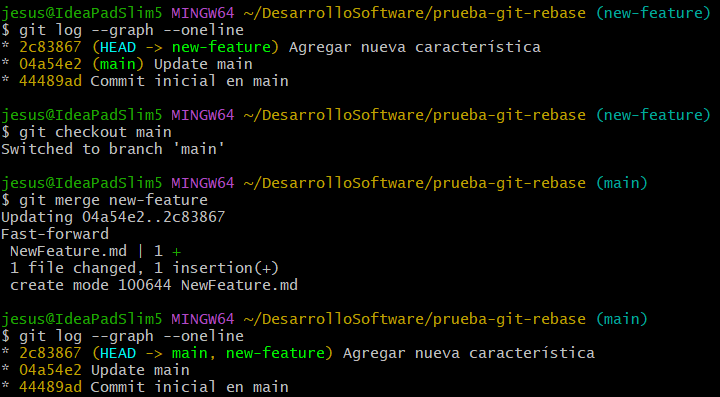 jesus@IdeaPadSlim5 MINGW64 ~/DesarrolloSoftware/prueba-git-rebase (new-feature)
$ git log --graph --oneline
* 2c83867 (HEAD -> new-feature) Agregar nueva característica
* 04a54e2 (main) Update main
* 44489ad Commit inicial en main
jesus@IdeaPadSlim5 MINGW64 ~/DesarrolloSoftware/prueba-git-rebase (new-feature)
$ git checkout main
Switched to branch 'main'
jesus@IdeaPadSlim5 MINGW64 ~/DesarrolloSoftware/prueba-git-rebase (main)
$ git merge new-feature
Updating 04a54e2..2c83867
Fast-forward
 NewFeature.md | 1 +
 1 file changed, 1 insertion(+)
 create mode 100644 NewFeature.md
jesus@IdeaPadSlim5 MINGW64 ~/DesarrolloSoftware/prueba-git-rebase (main)
$ git log --graph --oneline
* 2c83867 (HEAD -> main, new-feature) Agregar nueva característica
* 04a54e2 Update main
* 44489ad Commit inicial en main